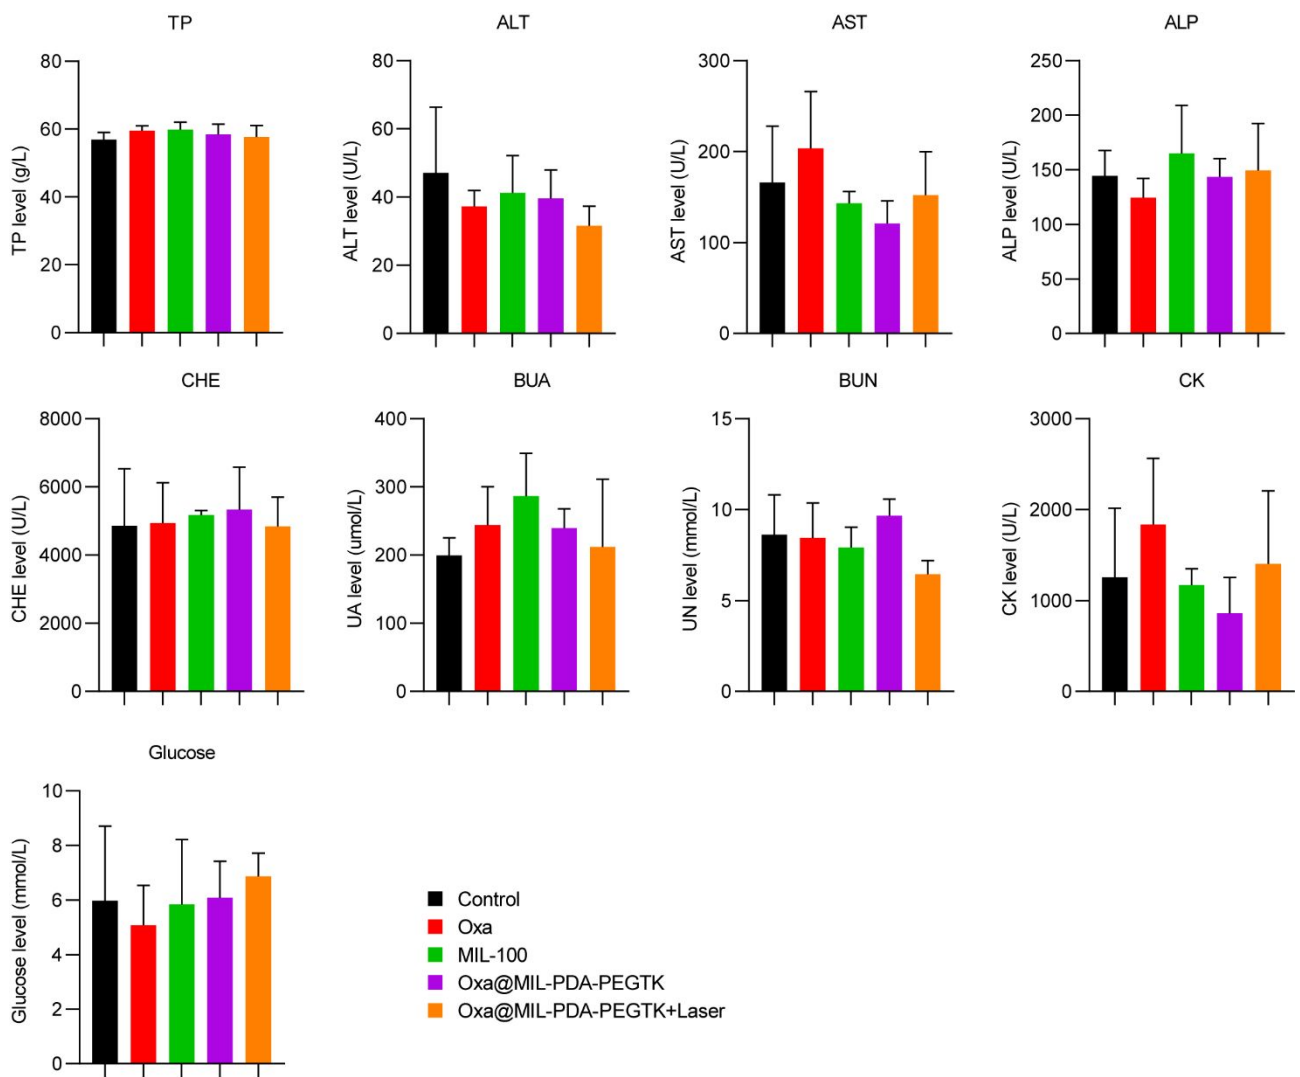 TP
ALT
AST
ALP
80
60
40
20
0
TP level (g/L)
80
60
40
20
0
ALT level (U/L)
300
200
100
0
AST level (U/L)
250
200
150
100
50
0
ALP level (U/L)
CHE
BUA
BUN
CK
8000
6000
4000
2000
0
CHE level (U/L)
400
300
200
100
0
UA level (umol/L)
15
10
5
0
UN level (mmol/L)
3000
2000
1000
0
CK level (U/L)
Glucose
10
8
6
4
2
0
Glucose level (mmol/L)
Control
Oxa
MIL-100
Oxa@MIL-PDA-PEGTK
Oxa@MIL-PDA-PEGTK+Laser